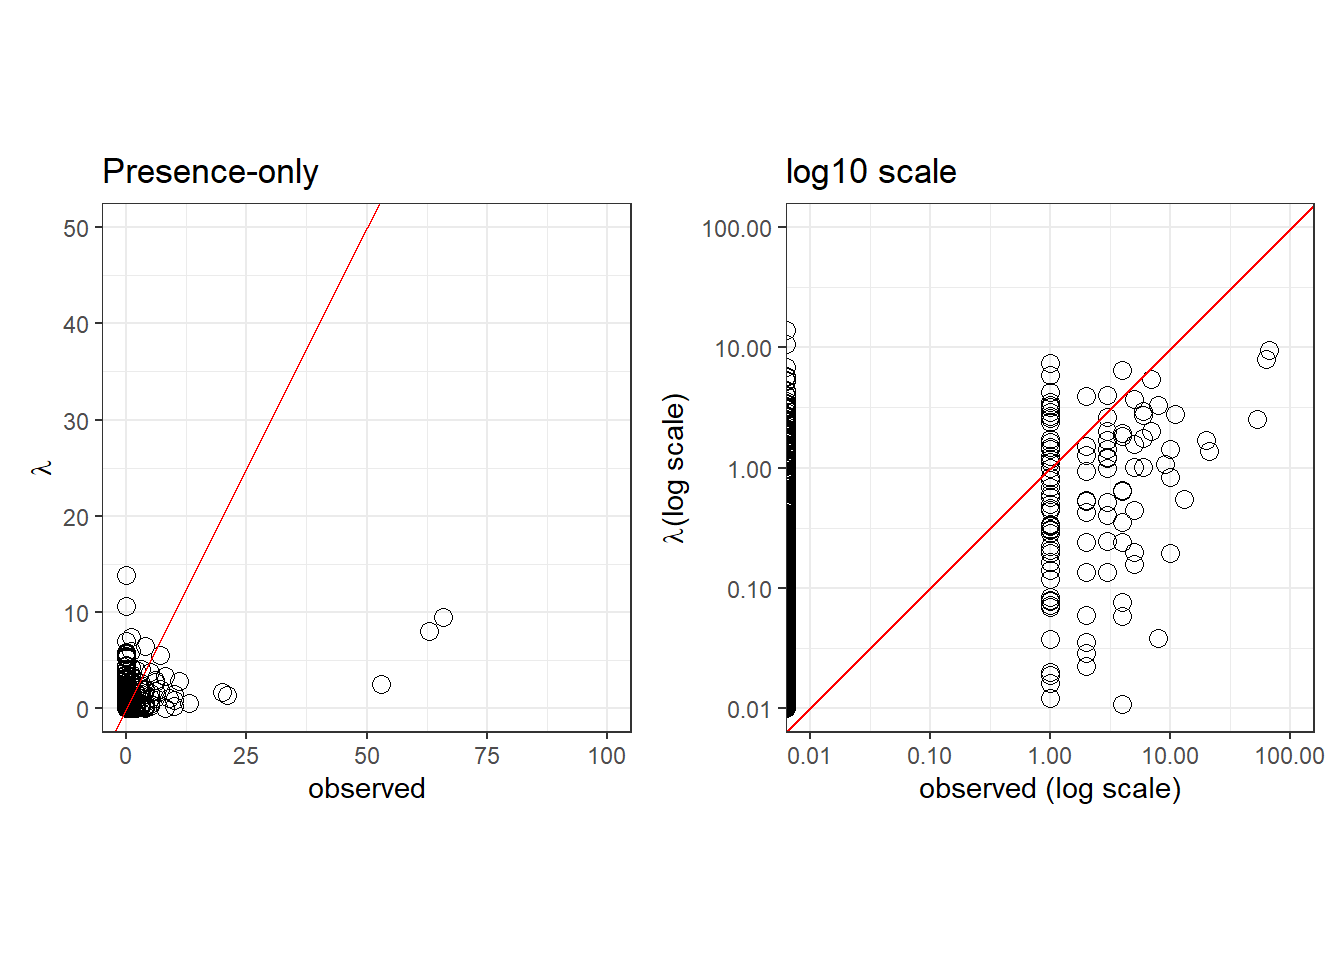 Presence-only
50
40
30
20
10
0
λ
0 25 50 75 100
observed
log10 scale
100.00
10.00
1.00
0.10
0.01
λ(log scale)
0.01 0.10 1.00 10.00 100.00
observed (log scale)